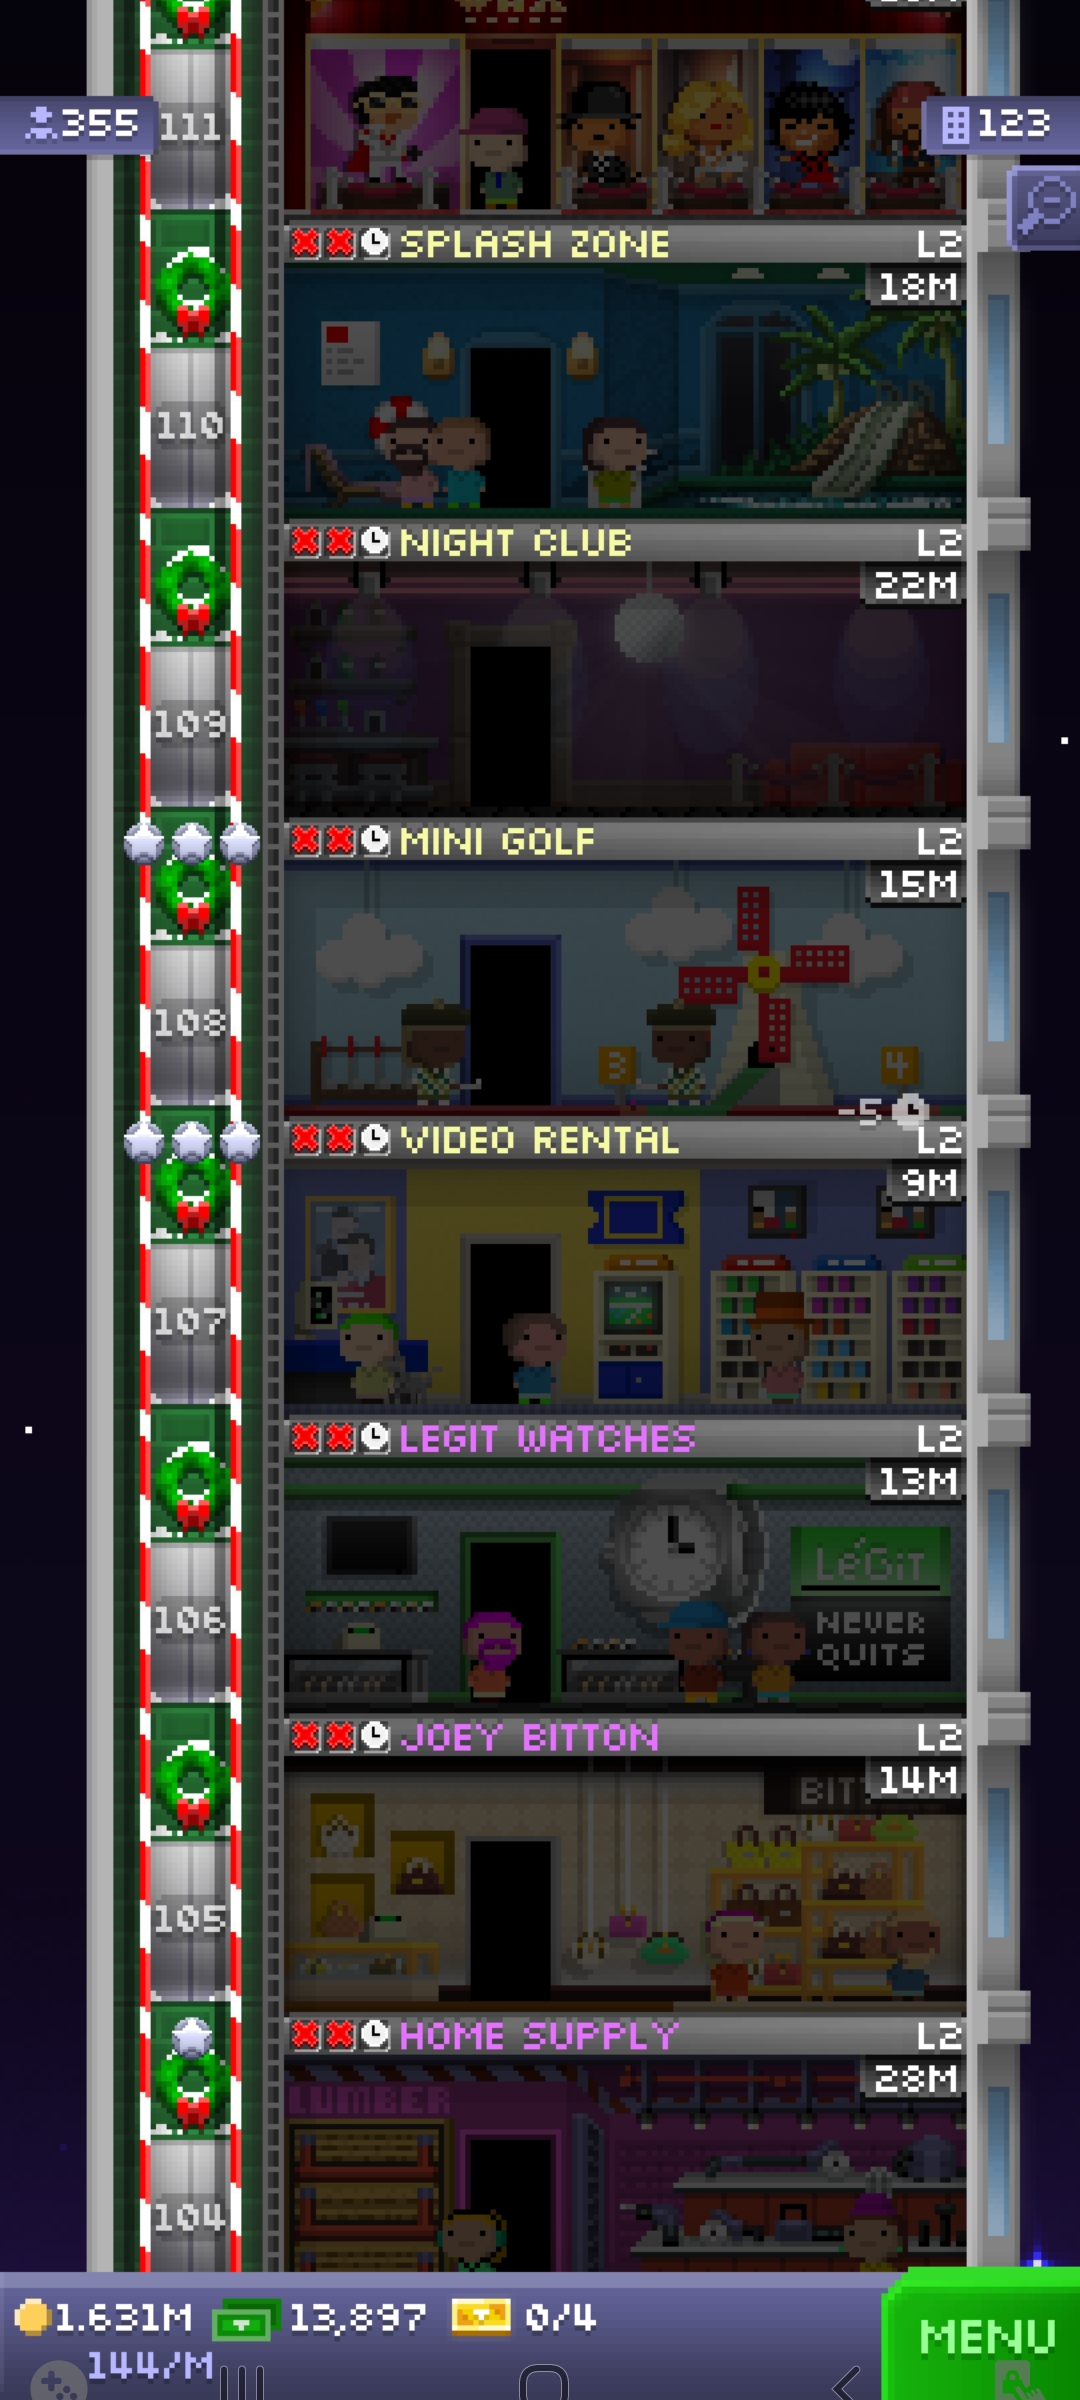 355
111
123
SPLASH ZONE
L2
18M
110
NIGHT CLUB
L2
22M
109
MINI GOLF
L2
15M
108
3
4
-5
VIDEO RENTAL
L2
9M
107
LEGIT WATCHES
L2
13M
LéGiT
NEVER
QUITS
106
JOEY BITTON
L2
14M
105
HOME SUPPLY
L2
28M
LUMBER
104
1.631M
13,897
0/4
MENU
144/M